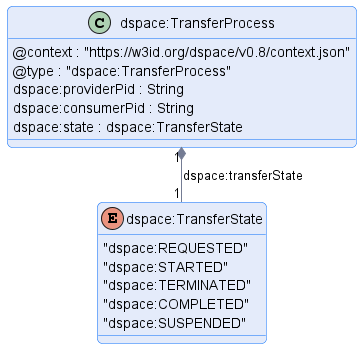 C dspace:TransferProcess
@context : "https://w3id.org/dspace/v0.8/context.json"
@type : "dspace:TransferProcess"
dspace:providerPid : String
dspace:consumerPid : String
dspace:state : dspace:TransferState
1
dspace:transferState
1
E dspace:TransferState
"dspace:REQUESTED"
"dspace:STARTED"
"dspace:TERMINATED"
"dspace:COMPLETED"
"dspace:SUSPENDED"